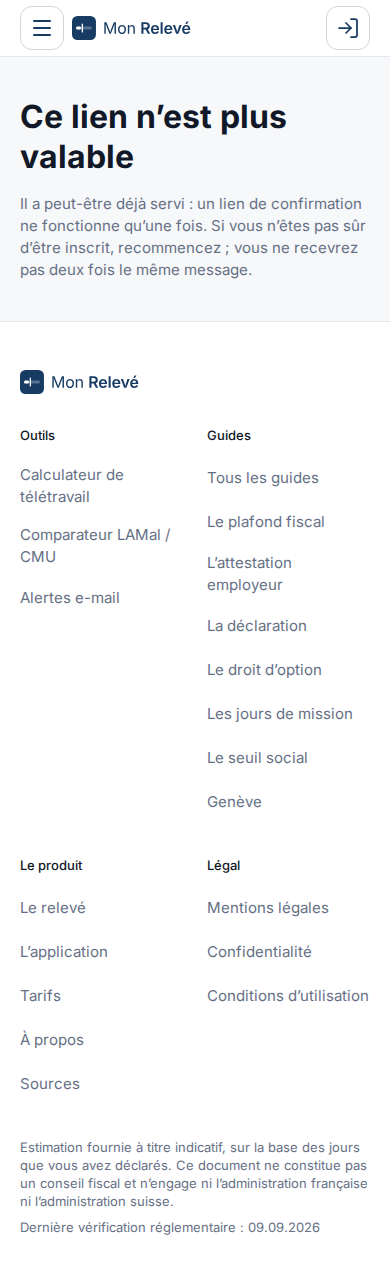 Mon Relevé
Ce lien n’est plus
valable
Il a peut-être déjà servi : un lien de confirmation
ne fonctionne qu’une fois. Si vous n’êtes pas sûr
d’être inscrit, recommencez ; vous ne recevrez
pas deux fois le même message.
Mon Relevé
Outils
Calculateur de
télétravail
Comparateur LAMal /
CMU
Alertes e-mail
Guides
Tous les guides
Le plafond fiscal
L’attestation
employeur
La déclaration
Le droit d’option
Les jours de mission
Le seuil social
Genève
Le produit
Le relevé
L’application
Tarifs
À propos
Sources
Légal
Mentions légales
Confidentialité
Conditions d’utilisation
Estimation fournie à titre indicatif, sur la base des jours
que vous avez déclarés. Ce document ne constitue pas
un conseil fiscal et n’engage ni l’administration française
ni l’administration suisse.
Dernière vérification réglementaire : 09.09.2026